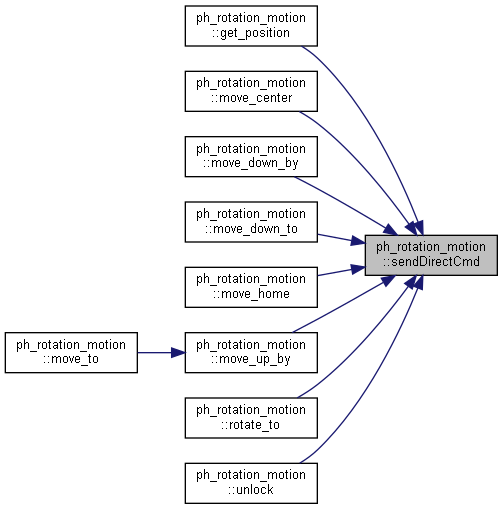 ph_rotation_motion
::get_position
ph_rotation_motion
::move_center
ph_rotation_motion
::move_down_by
ph_rotation_motion
::move_down_to
ph_rotation_motion
::sendDirectCmd
ph_rotation_motion
::move_home
ph_rotation_motion
::move_to
ph_rotation_motion
::move_up_by
ph_rotation_motion
::rotate_to
ph_rotation_motion
::unlock